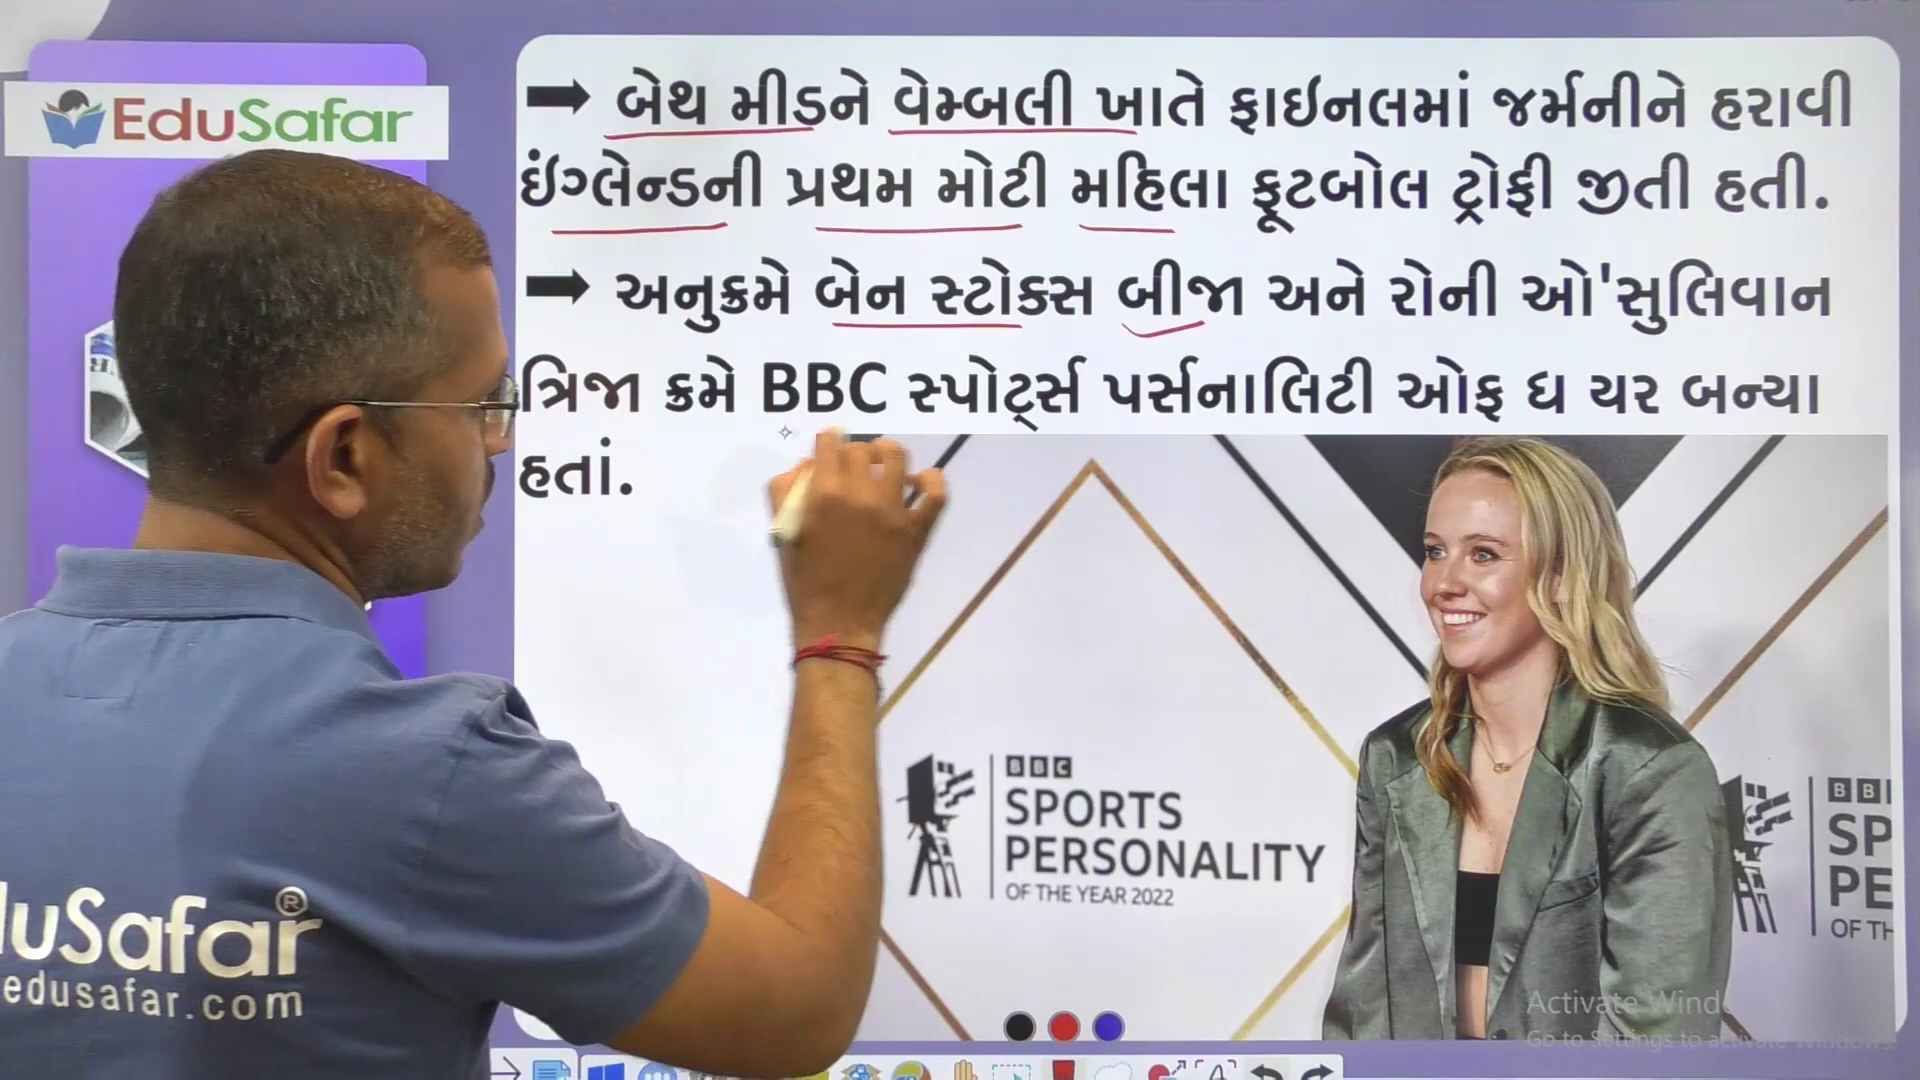 EduSafar
➡ બેથ મીડને વેમ્બલી ખાતે ફાઇનલમાં જર્મનીને હરાવી
ઈંગ્લેન્ડની પ્રથમ મોટી મહિલા ફૂટબોલ ટ્રોફી જીતી હતી.
➡ અનુક્રમે બેન સ્ટોક્સ બીજા અને રોની ઓ'સુલિવાન
ત્રિજા ક્રમે BBC સ્પોર્ટ્સ પર્સનાલિટી ઓફ ધ યર બન્યા
હતાં.
BBC
SPORTS
PERSONALITY
OF THE YEAR 2022
BB
SP
PE
OF TH
duSafar®
edusafar.com
Activate Wind
Go to Settings to activate Windows